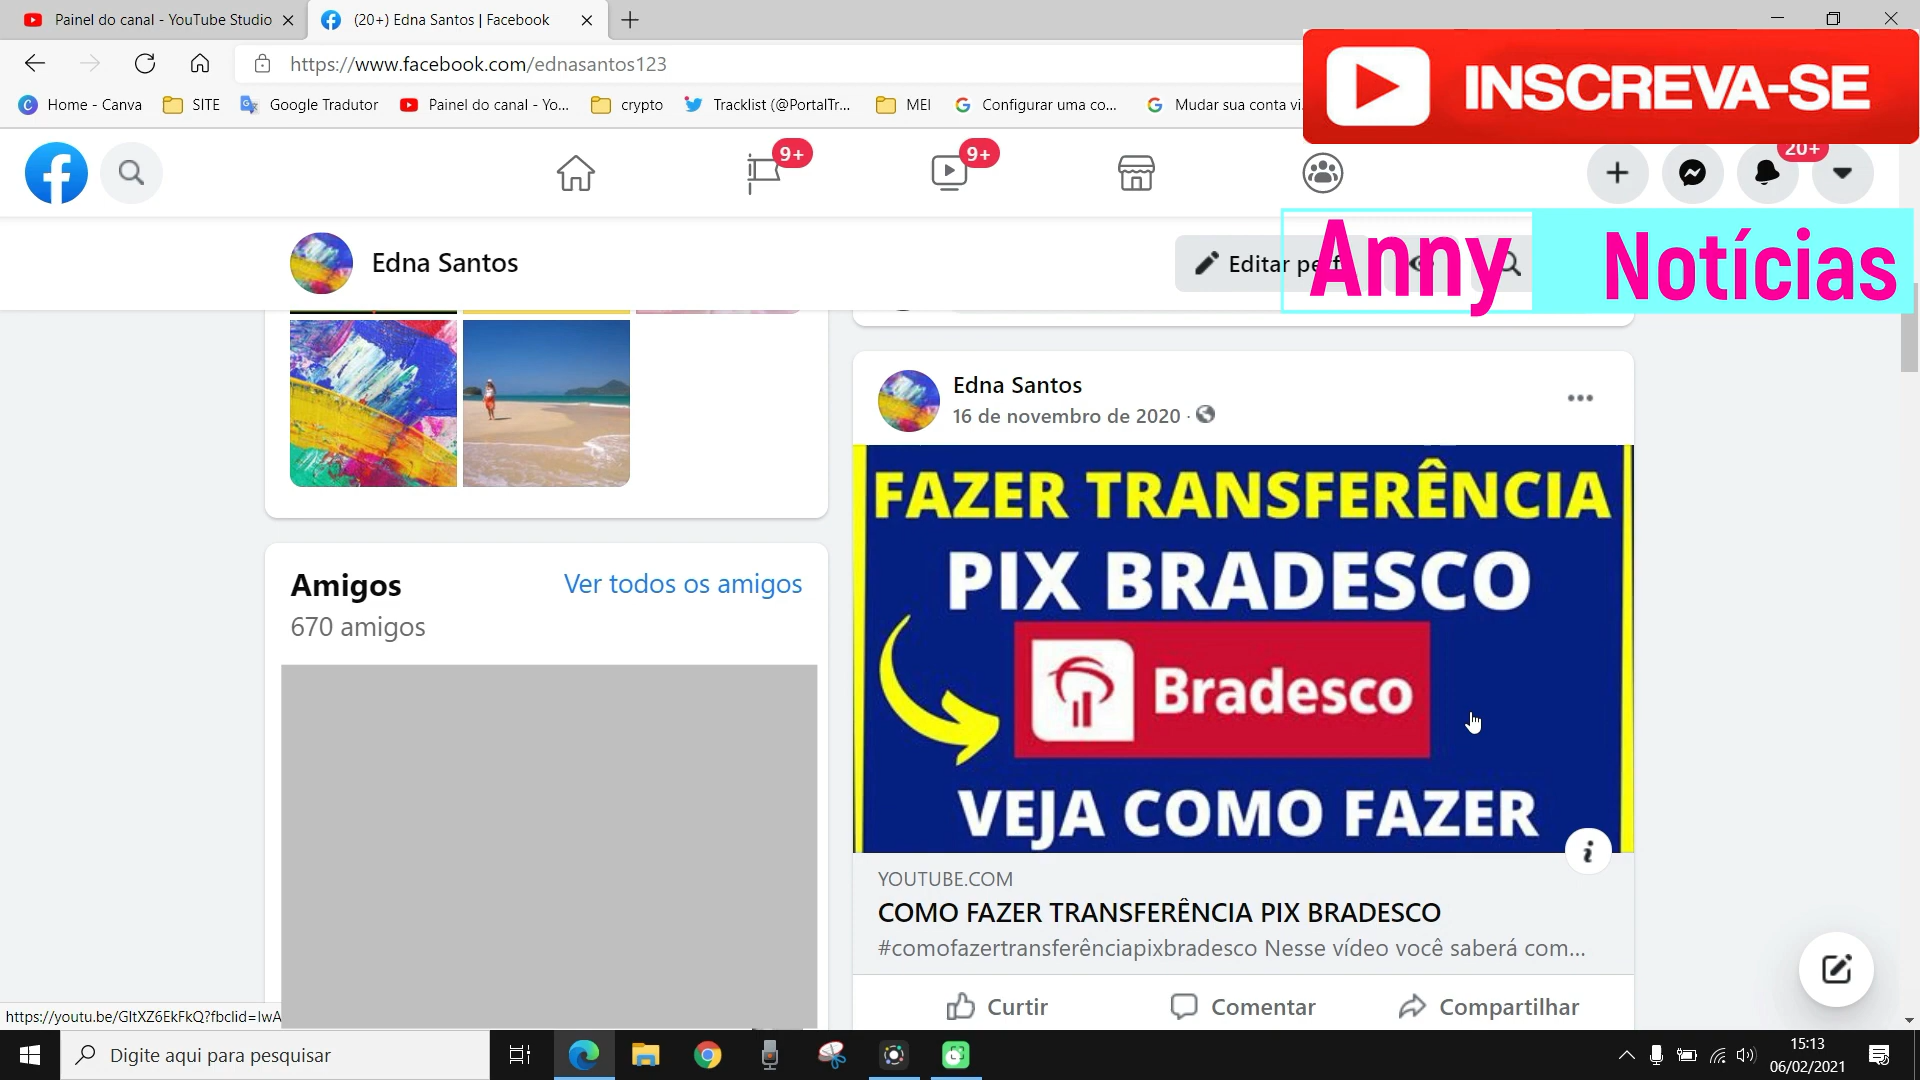 Painel do canal - YouTube Studio
(20+) Edna Santos | Facebook
https://www.facebook.com/ednasantos123
Home - Canva
SITE
Google Tradutor
Painel do canal - Yo...
crypto
Tracklist (@PortalTr...
MEI
Configurar uma co...
Mudar sua conta vi
INSCREVA-SE
9+
9+
20+
Edna Santos
Editar perf
Anny Notícias
Edna Santos
16 de novembro de 2020 ·
FAZER TRANSFERÊNCIA
PIX BRADESCO
Bradesco
VEJA COMO FAZER
YOUTUBE.COM
COMO FAZER TRANSFERÊNCIA PIX BRADESCO
#comofazertransferênciapixbradesco Nesse vídeo você saberá com...
Curtir
Comentar
Compartilhar
Amigos
Ver todos os amigos
670 amigos
https://youtu.be/GltXZ6EkFkQ?fbclid=IwA
Digite aqui para pesquisar
15:13
06/02/2021